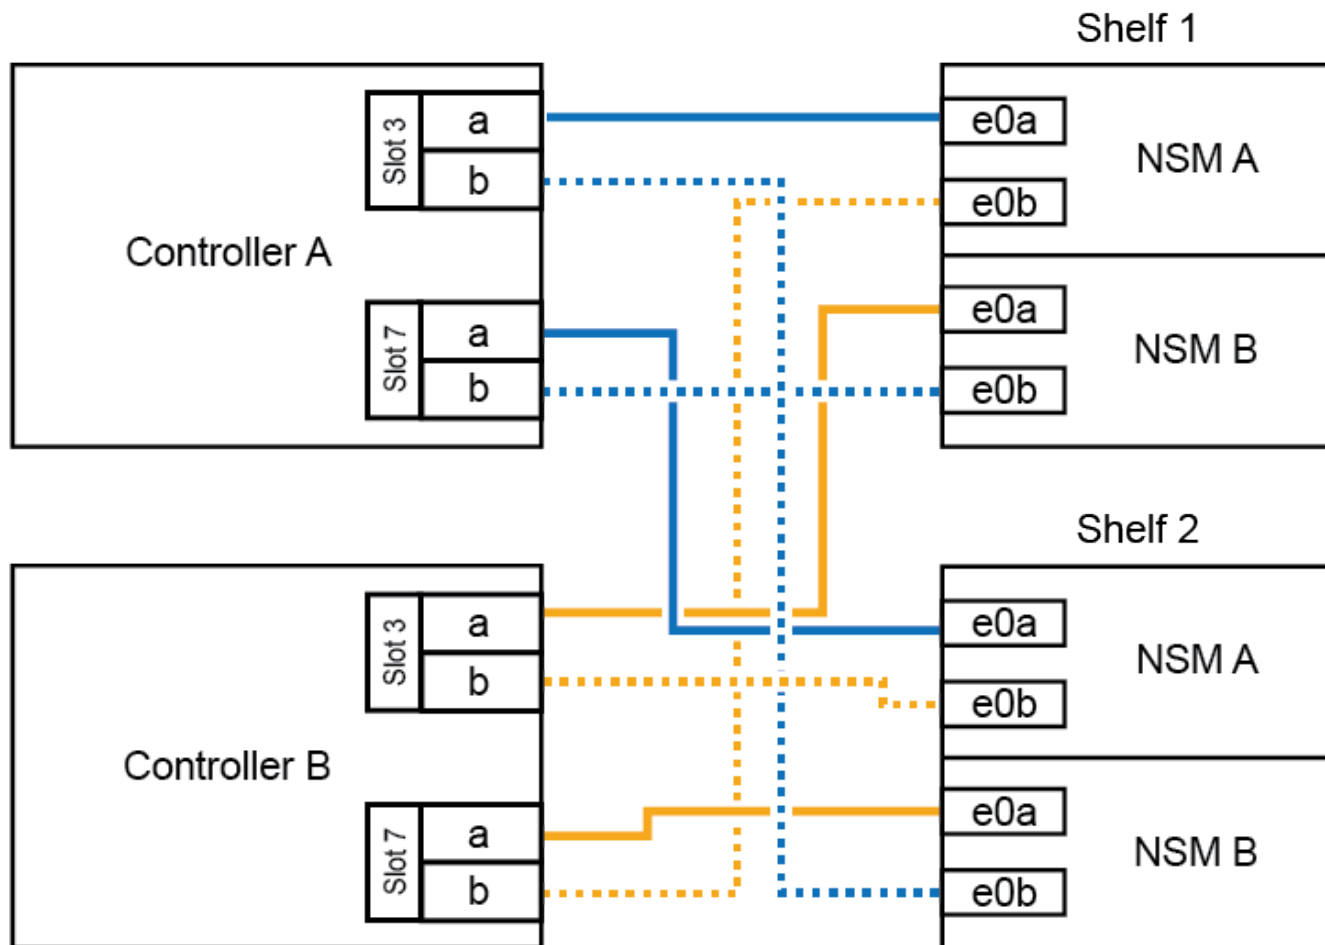 Shelf 1
Controller A
Slot 3
a
b
Slot 7
a
b
e0a
e0b
NSM A
e0a
e0b
NSM B
Shelf 2
Controller B
Slot 3
a
b
Slot 7
a
b
e0a
e0b
NSM A
e0a
e0b
NSM B